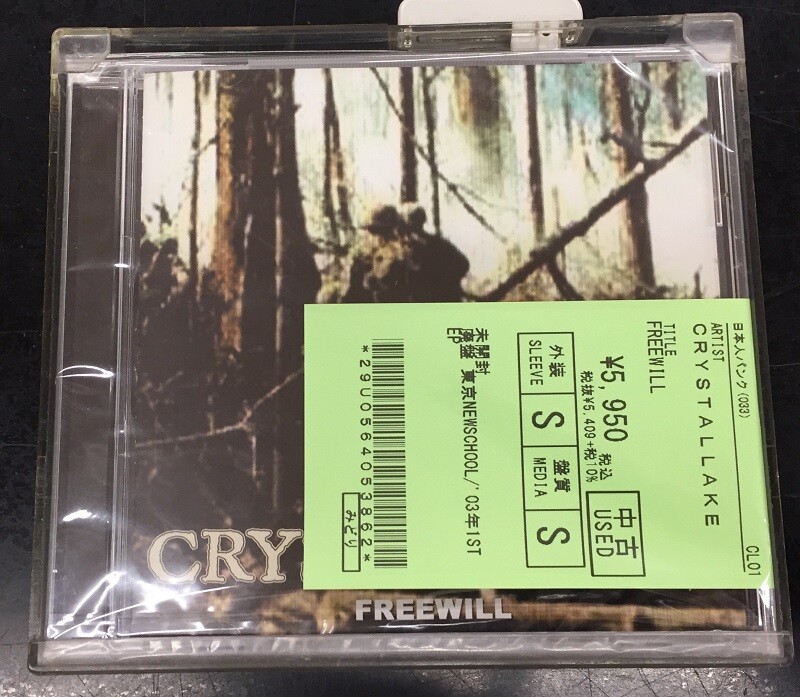 日本人パンク(033)
CL01
ARTIST
CRYSTALLAKE
TITLE
FREEWILL
¥5,950 税込
税抜¥5,409+税10%
中古
USED
外装
SLEEVE
S
盤質
MEDIA
S
未開封
廃盤 東京NEWSCHOOL/'03年1ST
EP
*29U0564053862*
みどり
CRYS
FREEWILL